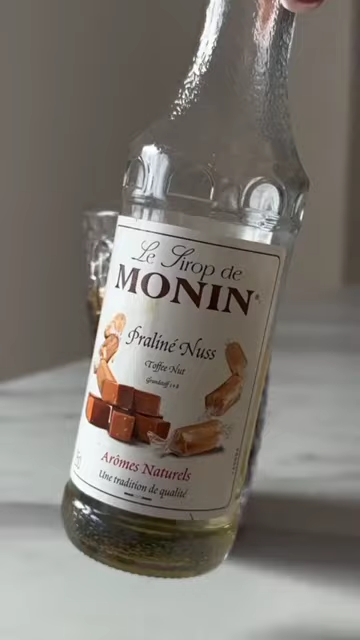 Le Sirop de
MONIN®
Praliné Nuss
Toffee Nut
Arômes Naturels
Une tradition de qualité